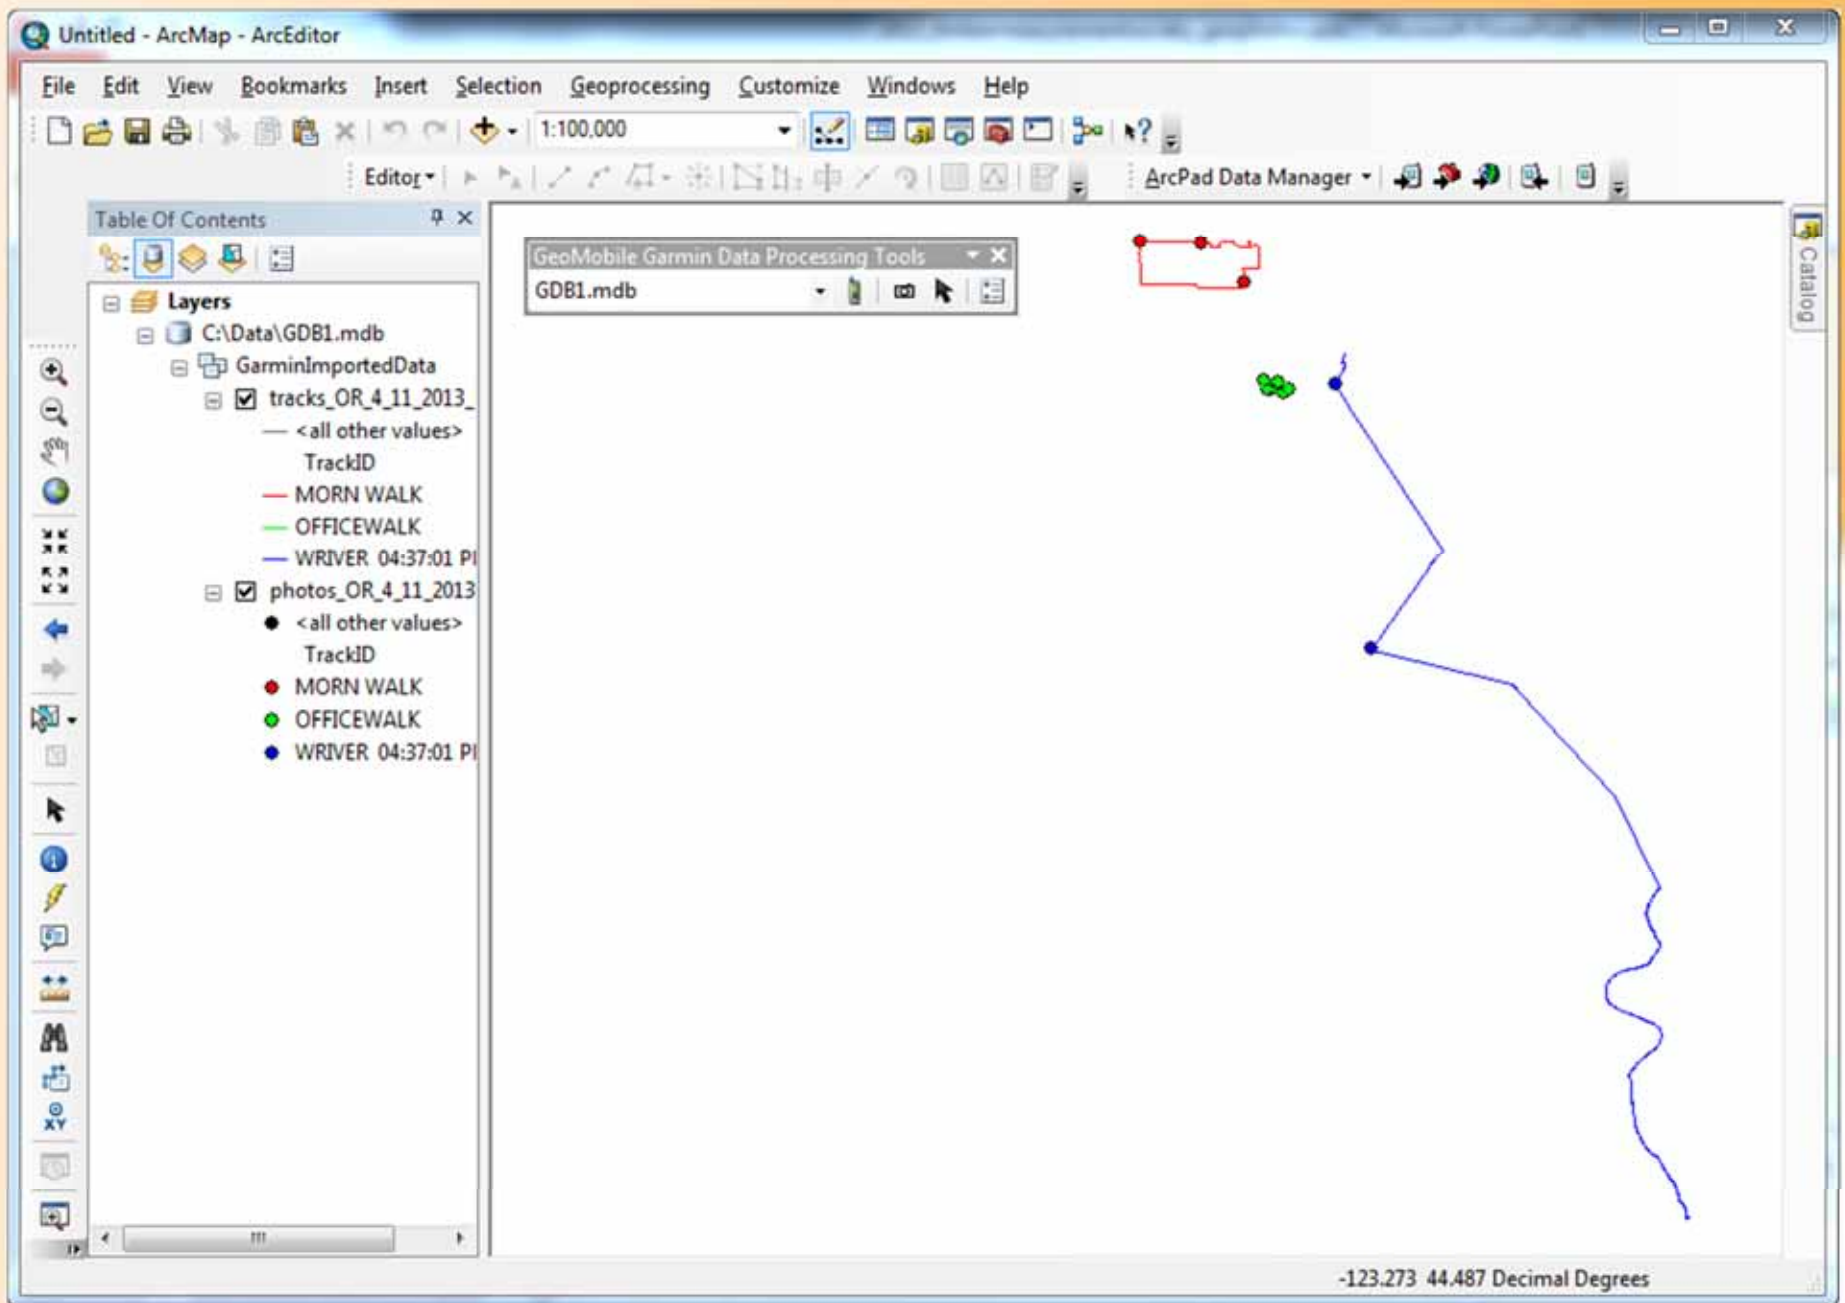 Untitled - ArcMap - ArcEditor
File Edit View Bookmarks Insert Selection Geoprocessing Customize Windows Help
1:100,000
Editor ArcPad Data Manager
Table Of Contents
GeoMobile Garmin Data Processing Tools
GDB1.mdb
Catalog
Layers
C:\Data\GDB1.mdb
GarminImportedData
tracks_OR_4_11_2013_
<all other values>
TrackID
MORN WALK
OFFICEWALK
WRIVER 04:37:01 P
photos_OR_4_11_2013
<all other values>
TrackID
MORN WALK
OFFICEWALK
WRIVER 04:37:01 P
XY
-123.273 44.487 Decimal Degrees